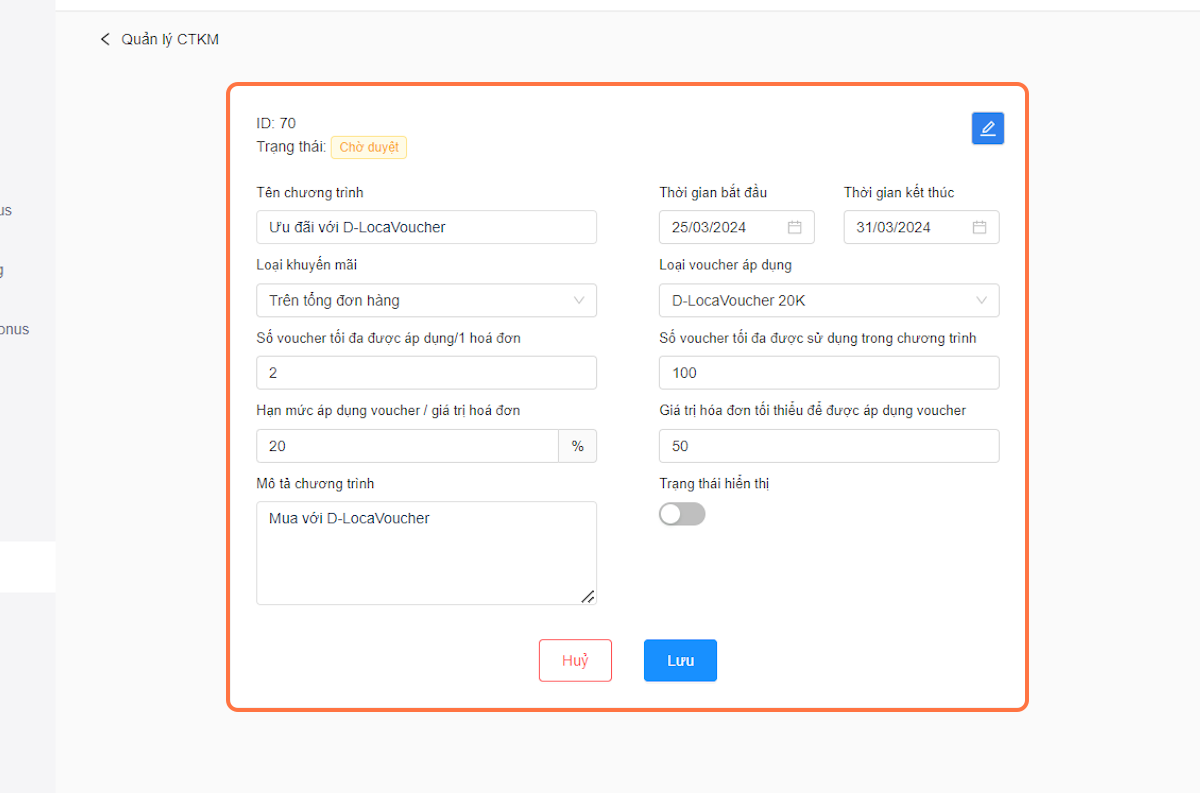 Quản lý CTKM
ID: 70
Trạng thái: Chờ duyệt
Tên chương trình
Ưu đãi với D-LocaVoucher
Thời gian bắt đầu
25/03/2024
Thời gian kết thúc
31/03/2024
Loại khuyến mãi
Trên tổng đơn hàng
Loại voucher áp dụng
D-LocaVoucher 20K
Số voucher tối đa được áp dụng/1 hoá đơn
2
Số voucher tối đa được sử dụng trong chương trình
100
Hạn mức áp dụng voucher / giá trị hoá đơn
20 %
Giá trị hóa đơn tối thiểu để được áp dụng voucher
50
Mô tả chương trình
Mua với D-LocaVoucher
Trạng thái hiển thị
Huỷ
Lưu